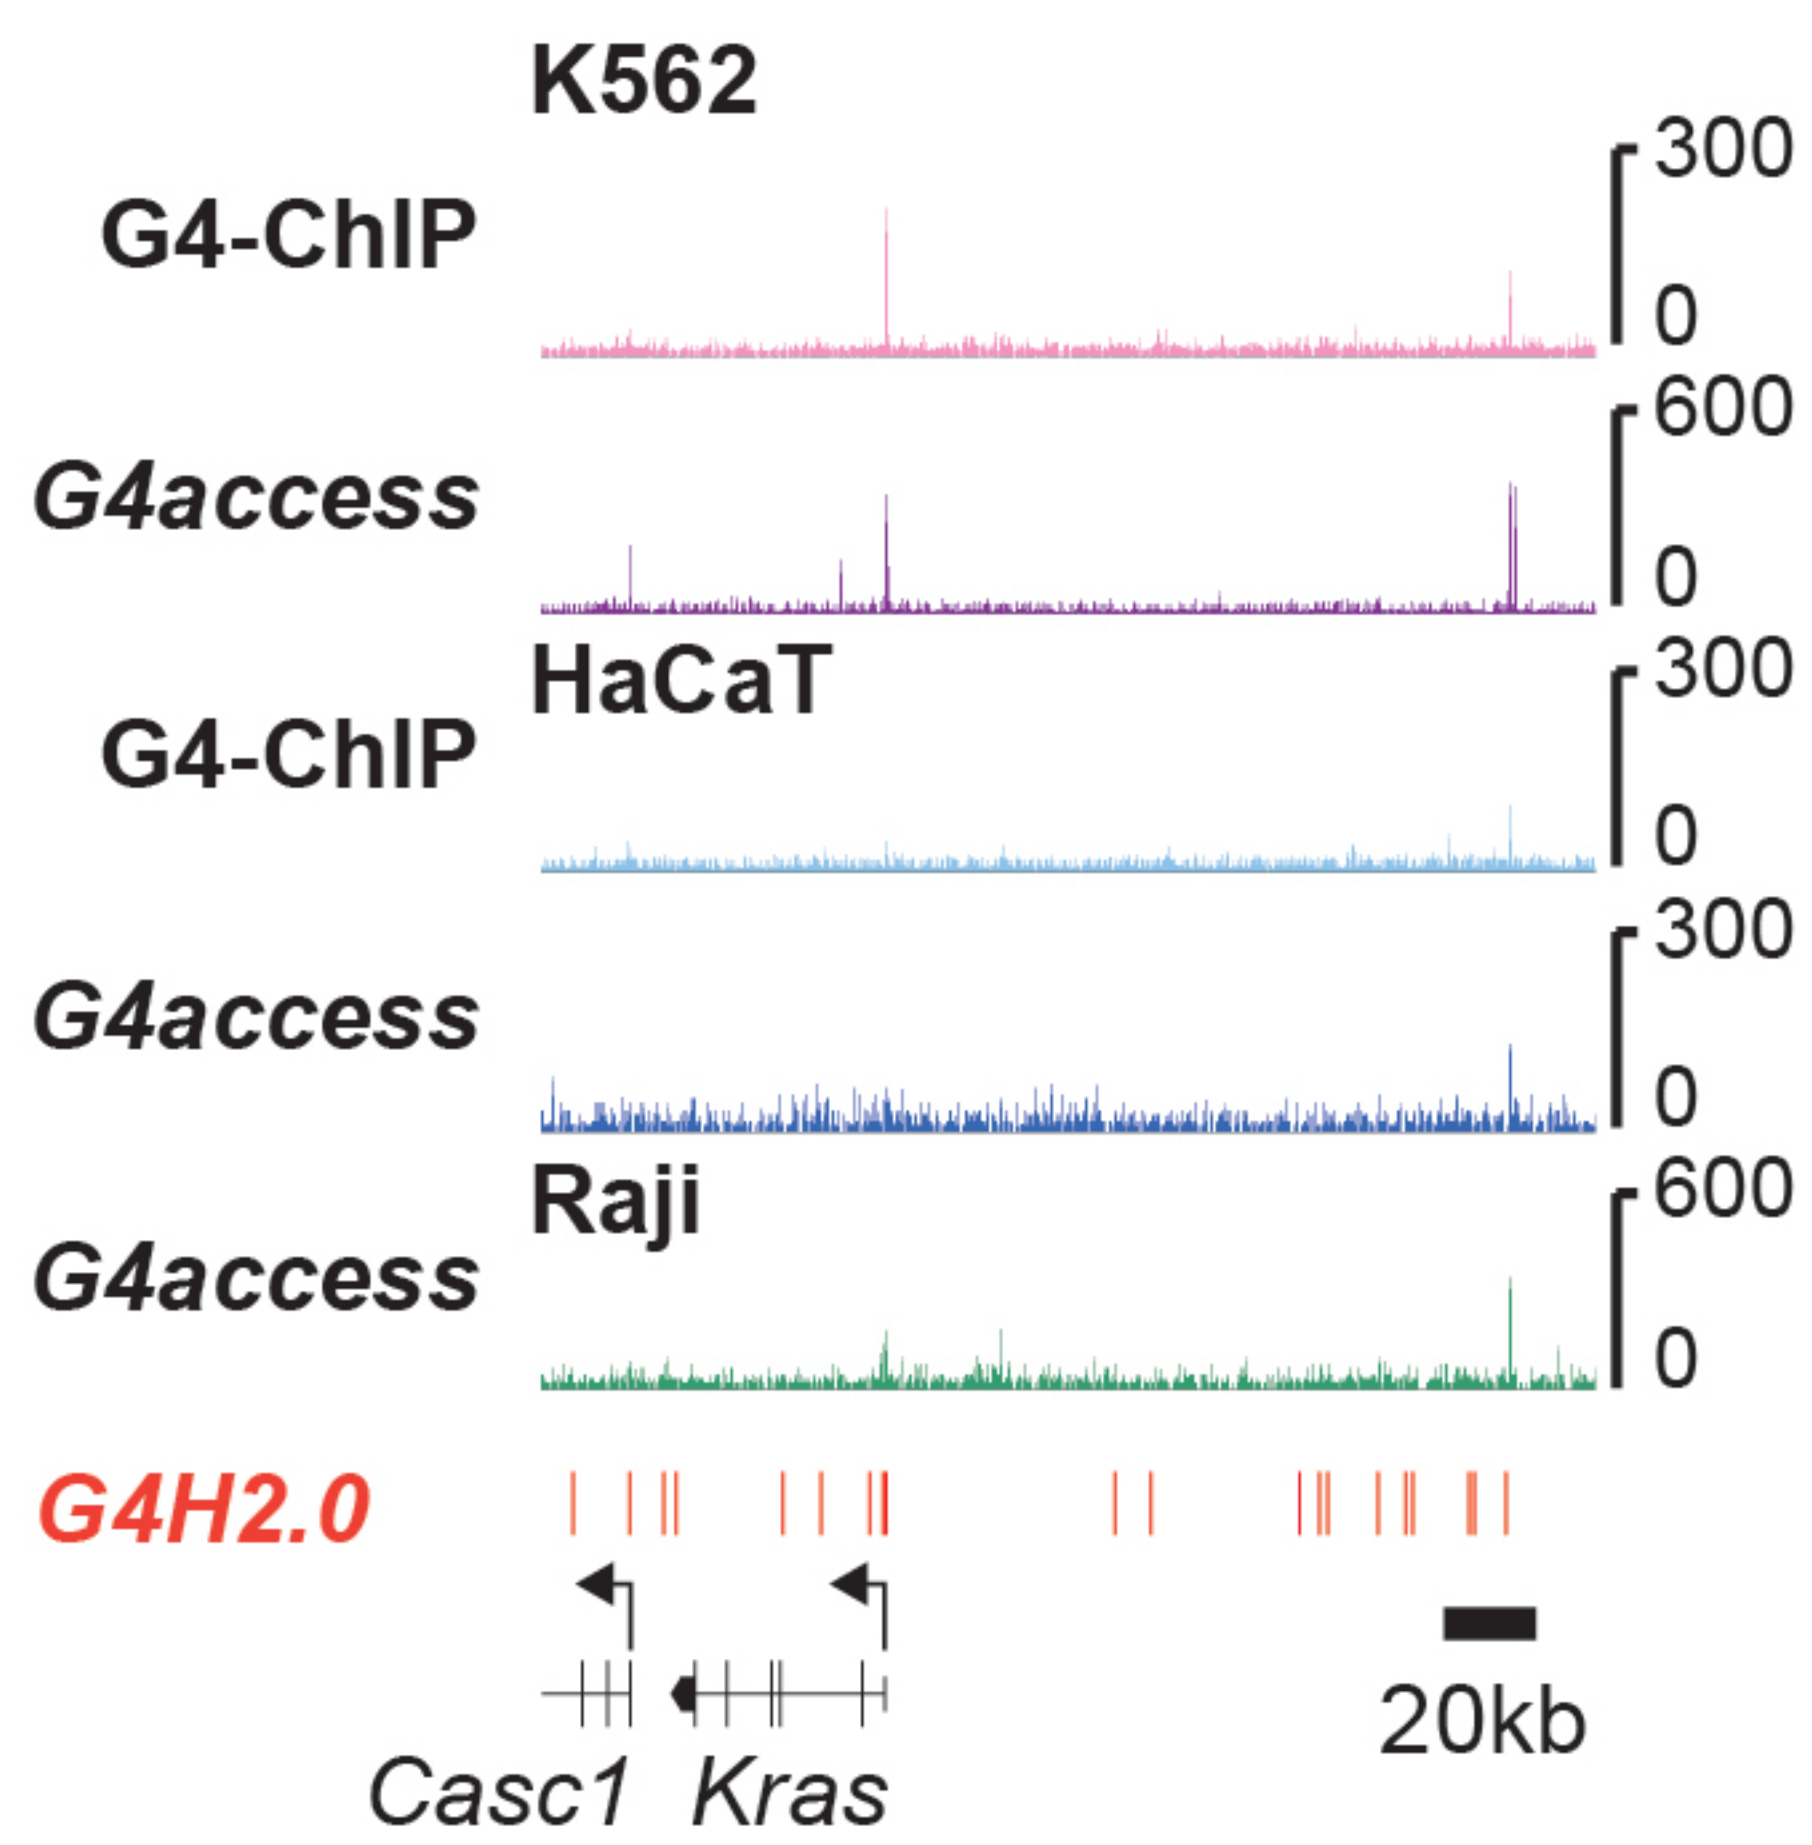 K562
300
G4-ChIP
0
600
G4access
0
HaCaT
300
G4-ChIP
0
300
G4access
0
Raji
600
G4access
0
G4H2.0
20kb
Casc1 Kras